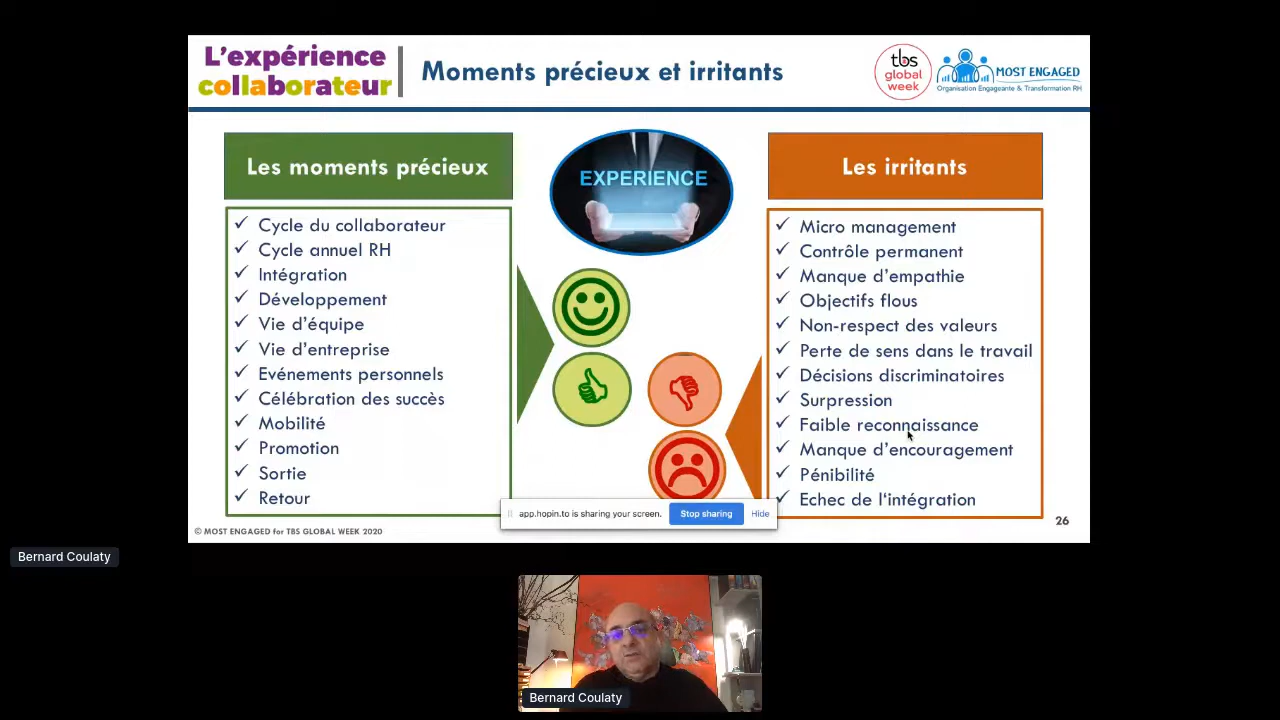 L'expérience
collaborateur
Moments précieux et irritants
tbs
global
week
MOST ENGAGED
Organisation Engageante & Transformation RH
Les moments précieux
Cycle du collaborateur
Cycle annuel RH
Intégration
Développement
Vie d'équipe
Vie d'entreprise
Evénements personnels
Célébration des succès
Mobilité
Promotion
Sortie
Retour
EXPERIENCE
Les irritants
Micro management
Contrôle permanent
Manque d'empathie
Objectifs flous
Non-respect des valeurs
Perte de sens dans le travail
Décisions discriminatoires
Surpression
Faible reconnaissance
Manque d'encouragement
Pénibilité
Echec de l'intégration
app.hopin.to is sharing your screen.
Stop sharing
Hide
© MOST ENGAGED for TBS GLOBAL WEEK 2020
26
Bernard Coulaty
Bernard Coulaty